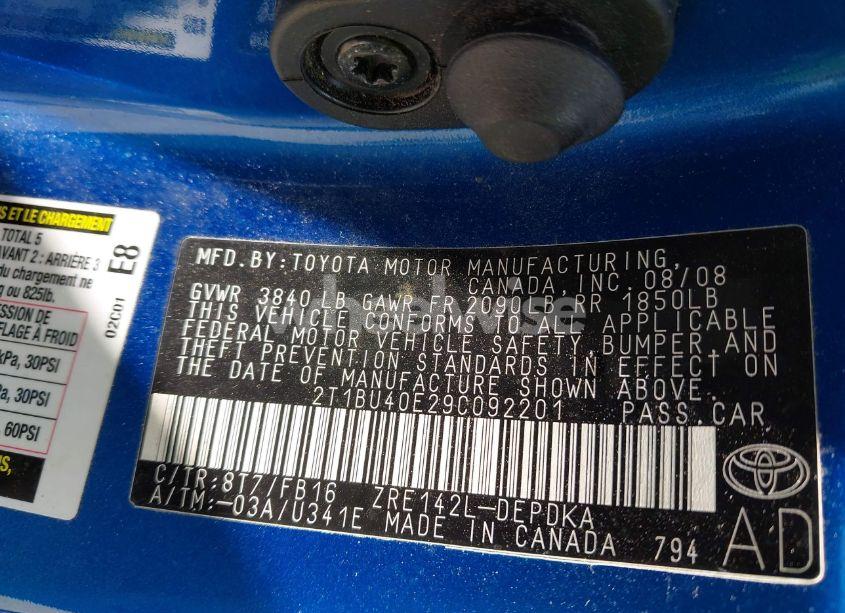 S ET LE CHARGEMENT
TOTAL 5
AVANT 2 : ARRIÈRE 3
du chargement ne
ou 825lb.
ESSION DE
FLAGE À FROID
kPa, 30PSI
Pa, 30PSI
60PSI
E8
02C01
MFD.BY:TOYOTA MOTOR MANUFACTURING,
CANADA, INC. 08/08
GVWR 3840 LB GAWR FR 2090 LB RR 1850LB
THIS VEHICLE CONFORMS TO ALL APPLICABLE
FEDERAL MOTOR VEHICLE SAFETY, BUMPER AND
THEFT PREVENTION STANDARDS IN EFFECT ON
THE DATE OF MANUFACTURE SHOWN ABOVE.
2T1BU40E29C092201 PASS.CAR
C/TR:8T7/FB16 ZRE142L-DEPDKA
A/TM:-03A/U341E MADE IN CANADA 794
AD